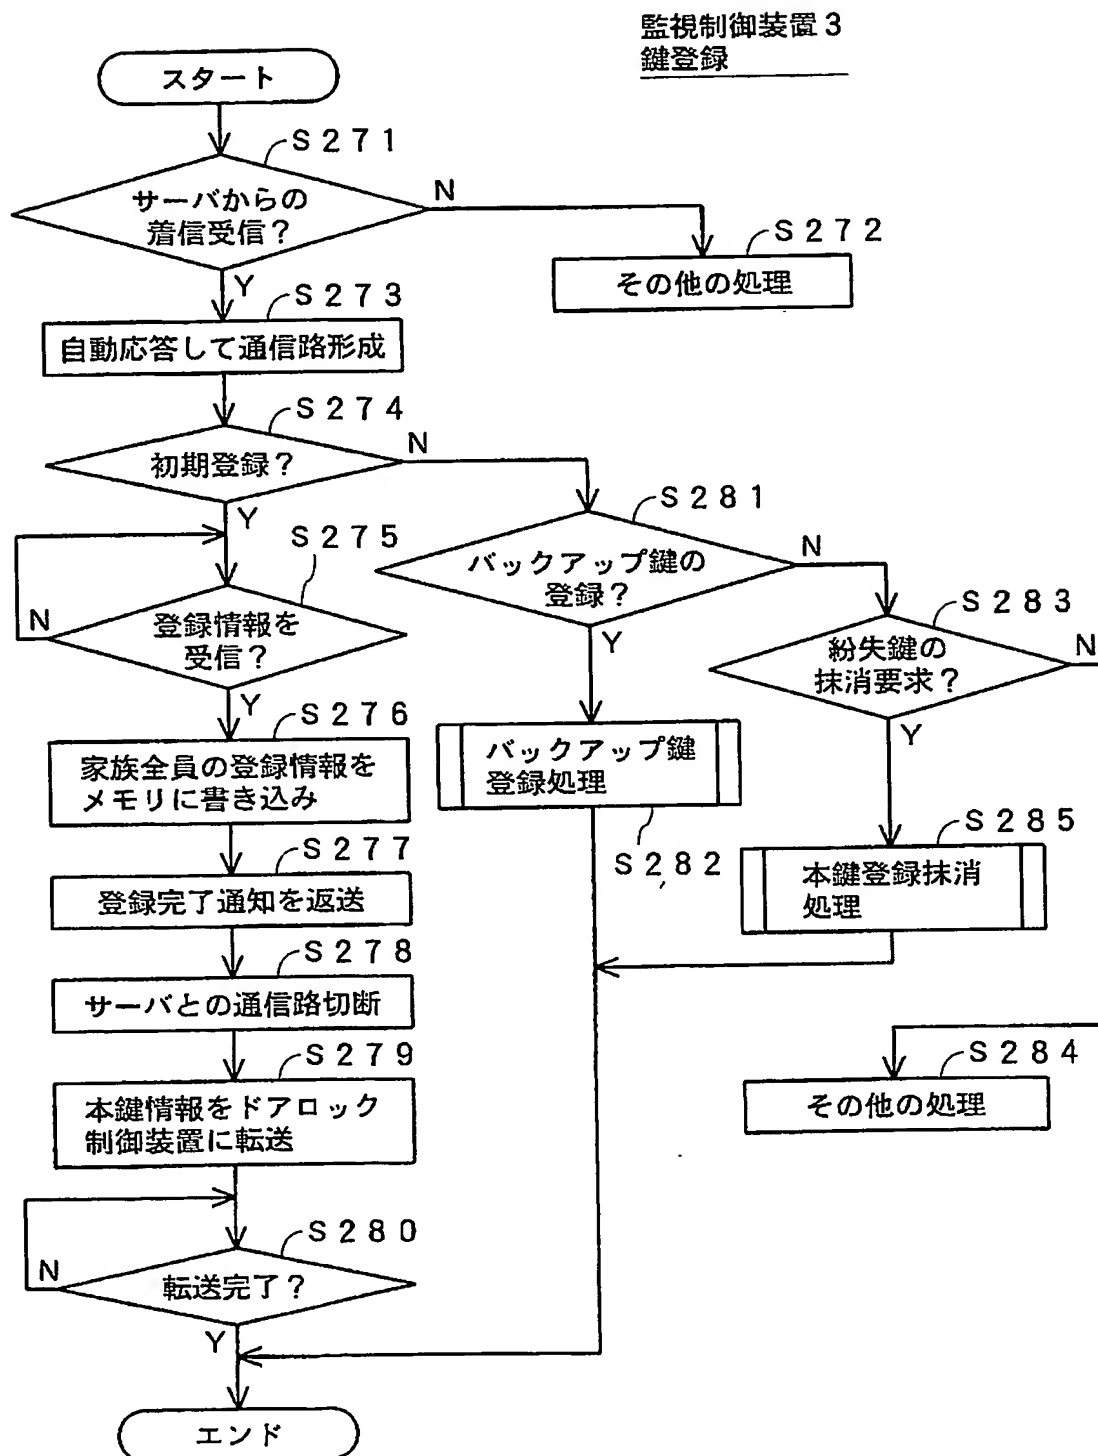 監視制御装置3
鍵登録
スタート
S271
サーバからの
着信受信?
N
Y
S272
その他の処理
S273
自動応答して通信路形成
S274
初期登録?
N
Y
S275
登録情報を
受信?
N
Y
S281
バックアップ鍵の
登録?
N
Y
S283
紛失鍵の
抹消要求?
N
Y
S276
家族全員の登録情報を
メモリに書き込み
バックアップ鍵
登録処理
S282
S285
本鍵登録抹消
処理
S277
登録完了通知を返送
S278
サーバとの通信路切断
S279
本鍵情報をドアロック
制御装置に転送
S284
その他の処理
S280
転送完了?
N
Y
エンド